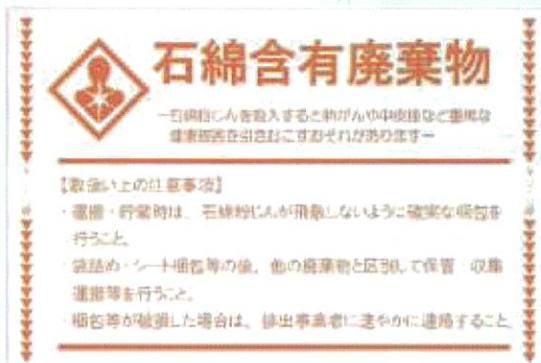 石綿含有廃棄物
―石綿粉じんを吸入すると肺がんや中皮腫など重篤な
健康障害を引きおこすおそれがあります―
【取扱い上の注意事項】
・運搬・貯蔵時は、石綿粉じんが飛散しないように確実な梱包を
行うこと。
・袋詰め・シート梱包等の後、他の廃棄物と区別して保管・収集
運搬等を行うこと。
・梱包等が破損した場合は、排出事業者に速やかに連絡すること。